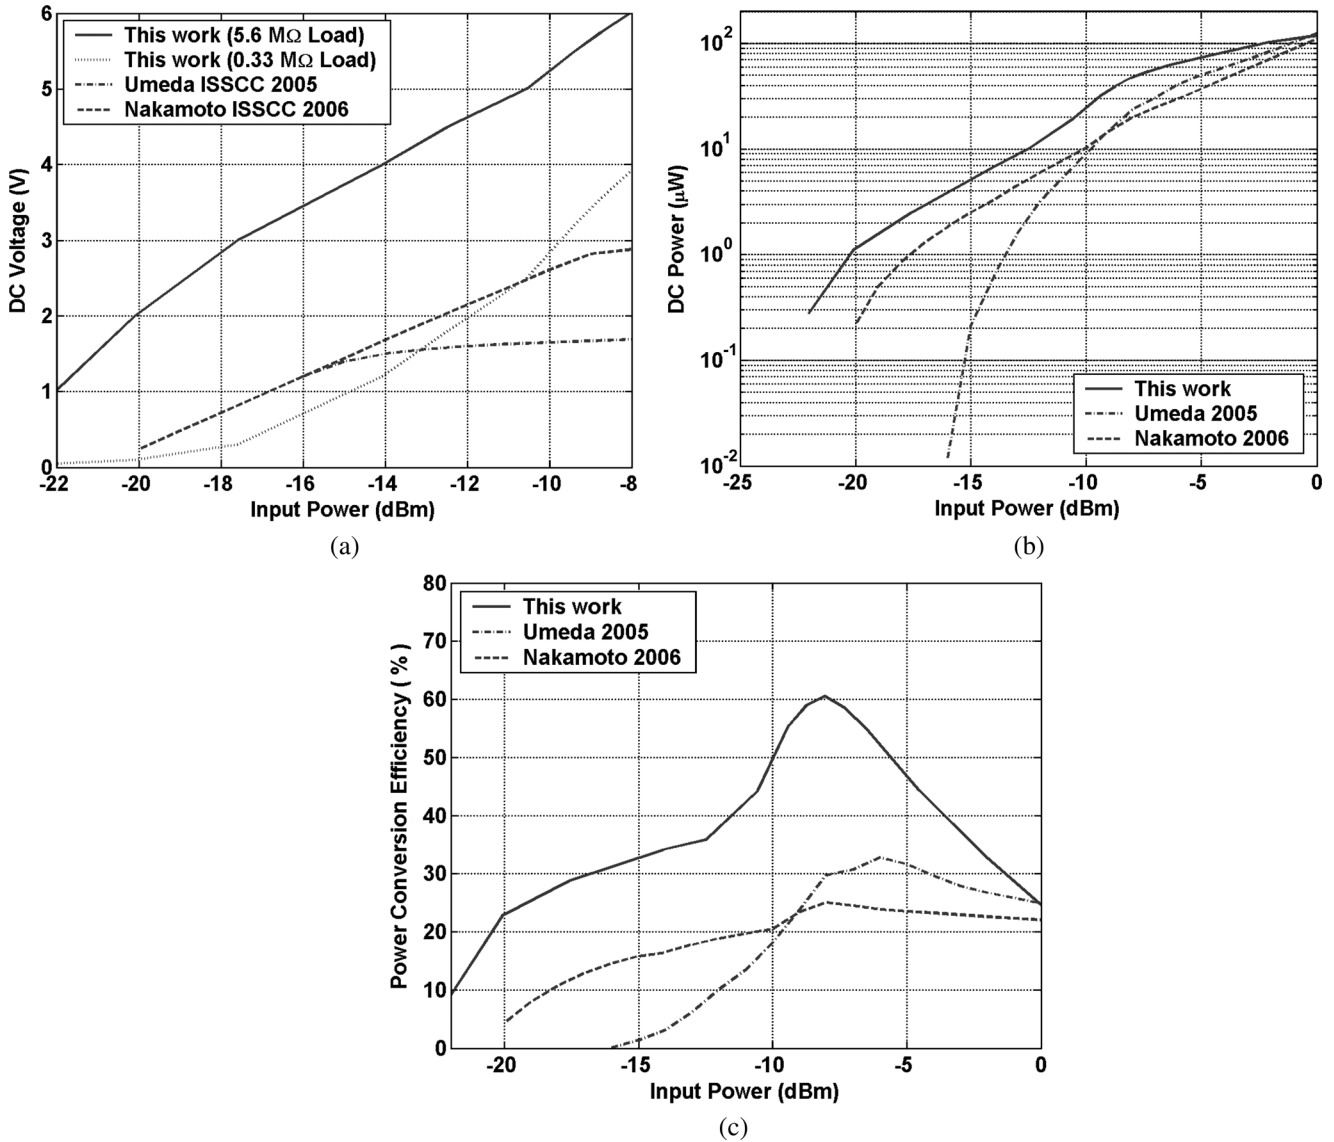 6
5
4
3
2
1
0
DC Voltage (V)
This work (5.6 MΩ Load)
This work (0.33 MΩ Load)
Umeda ISSCC 2005
Nakamoto ISSCC 2006
-22 -20 -18 -16 -14 -12 -10 -8
Input Power (dBm)
(a)
10²
10¹
10⁰
10⁻¹
10⁻²
DC Power (μW)
This work
Umeda 2005
Nakamoto 2006
-25 -20 -15 -10 -5 0
Input Power (dBm)
(b)
80
70
60
50
40
30
20
10
0
Power Conversion Efficiency ( % )
This work
Umeda 2005
Nakamoto 2006
-20 -15 -10 -5 0
Input Power (dBm)
(c)